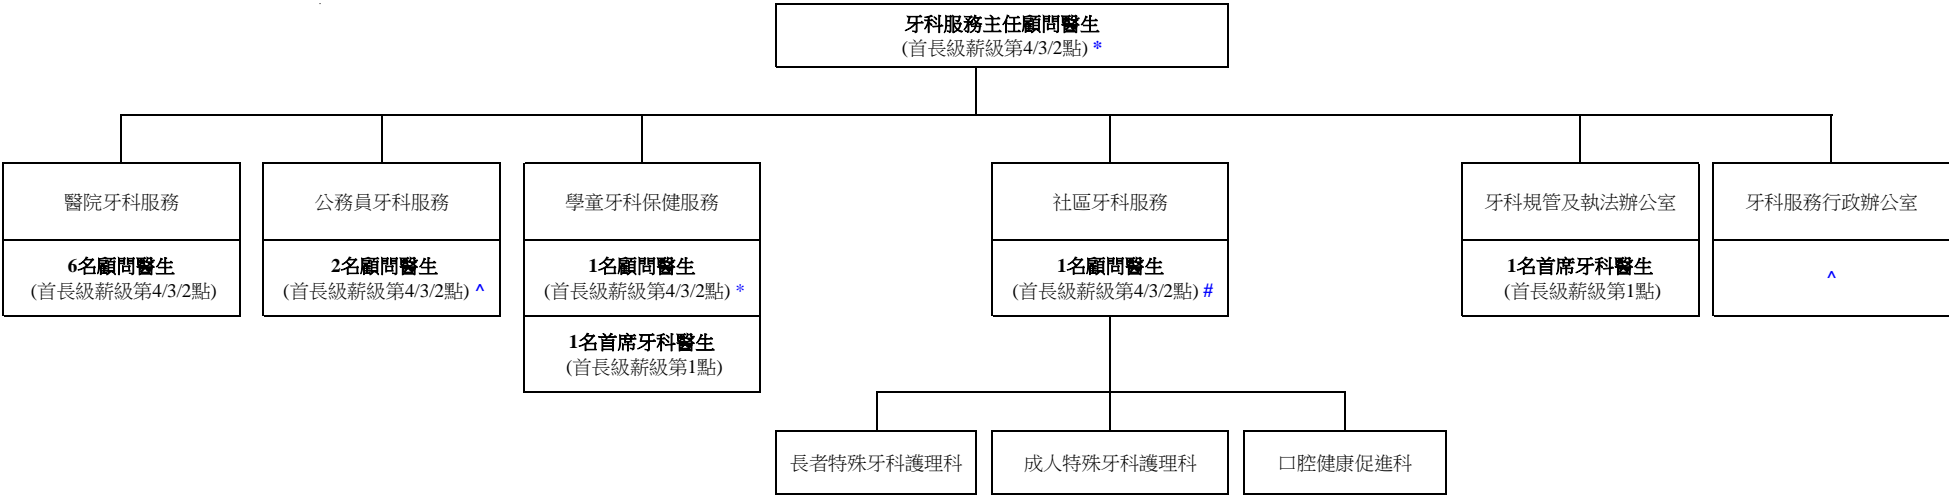 牙科服務主任顧問醫生
(首長級薪級第4/3/2點) *
醫院牙科服務
6名顧問醫生
(首長級薪級第4/3/2點)
公務員牙科服務
2名顧問醫生
(首長級薪級第4/3/2點) ^
學童牙科保健服務
1名顧問醫生
(首長級薪級第4/3/2點) *
1名首席牙科醫生
(首長級薪級第1點)
社區牙科服務
1名顧問醫生
(首長級薪級第4/3/2點) #
長者特殊牙科護理科
成人特殊牙科護理科
口腔健康促進科
牙科規管及執法辦公室
1名首席牙科醫生
(首長級薪級第1點)
牙科服務行政辦公室
^